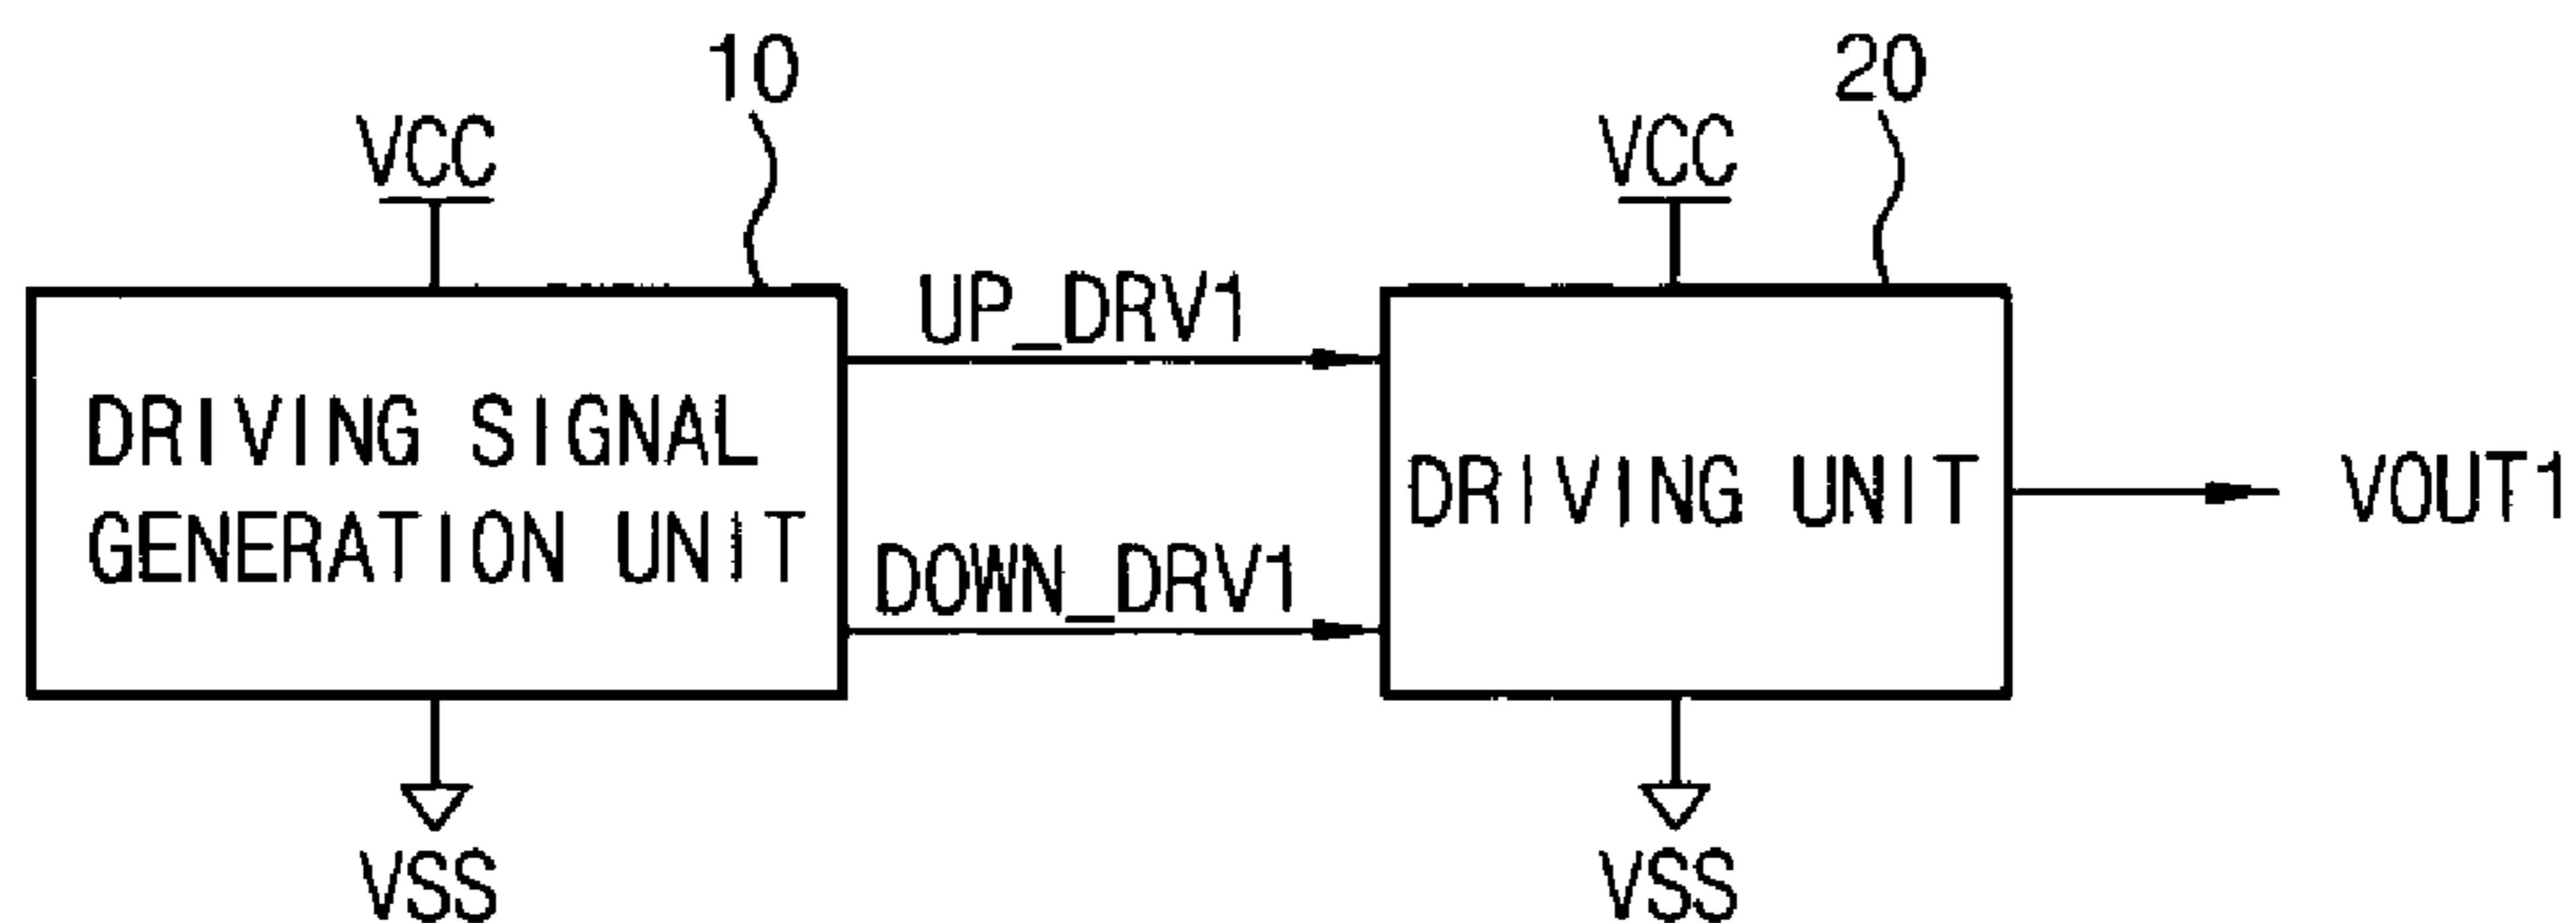 10
20
VCC
VCC
UP_DRV1
DRIVING SIGNAL
GENERATION UNIT
DRIVING UNIT
VOUT1
DOWN_DRV1
VSS
VSS